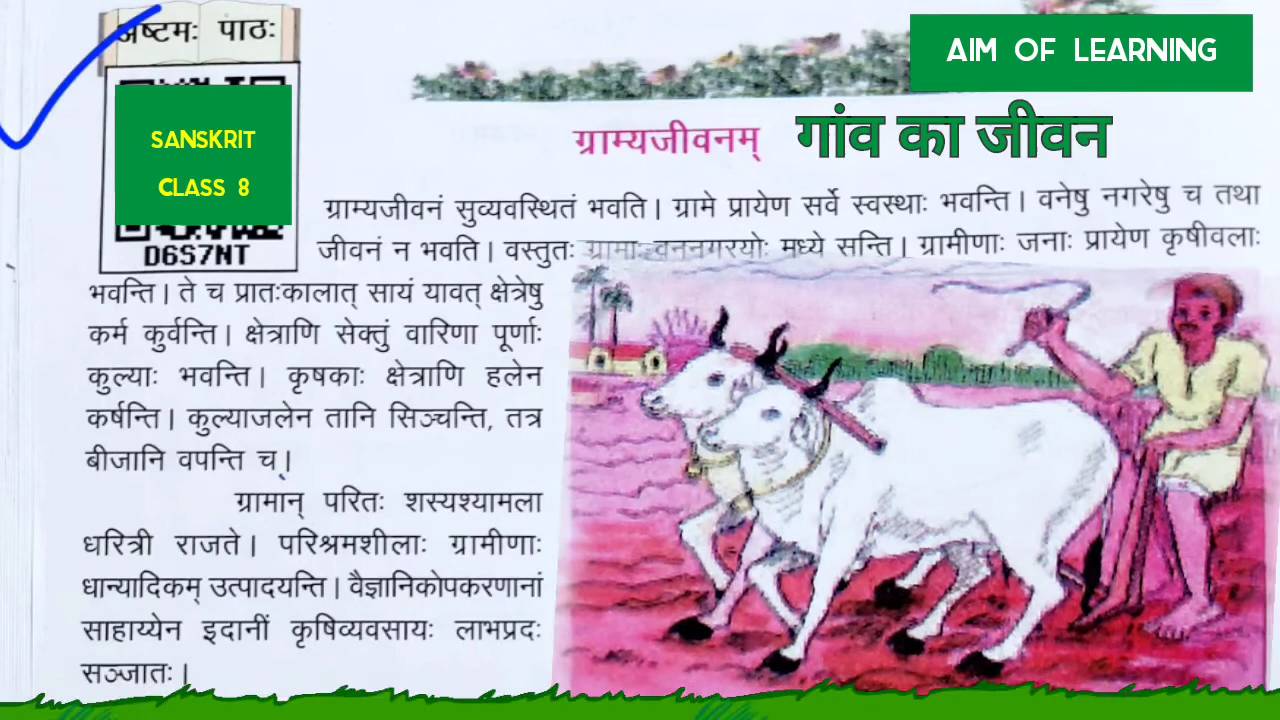 अष्टमः पाठः
AIM OF LEARNING
SANSKRIT
CLASS 8
D6S7NT
ग्राम्यजीवनम्
गांव का जीवन
ग्राम्यजीवनं सुव्यवस्थितं भवति। ग्रामे प्रायेण सर्वे स्वस्थाः भवन्ति। वनेषु नगरेषु च तथा
जीवनं न भवति। वस्तुतः ग्रामाः वननगरयोः मध्ये सन्ति। ग्रामीणाः जनाः प्रायेण कृषीवलाः
भवन्ति। ते च प्रातःकालात् सायं यावत् क्षेत्रेषु
कर्म कुर्वन्ति। क्षेत्राणि सेक्तुं वारिणा पूर्णाः
कुल्याः भवन्ति। कृषकाः क्षेत्राणि हलेन
कर्षन्ति। कुल्याजलेन तानि सिञ्चन्ति, तत्र
बीजानि वपन्ति च।
ग्रामान् परितः शस्यश्यामला
धरित्री राजते। परिश्रमशीलाः ग्रामीणाः
धान्यादिकम् उत्पादयन्ति। वैज्ञानिकोपकरणानां
साहाय्येन इदानीं कृषिव्यवसायः लाभप्रदः
सञ्जातः।